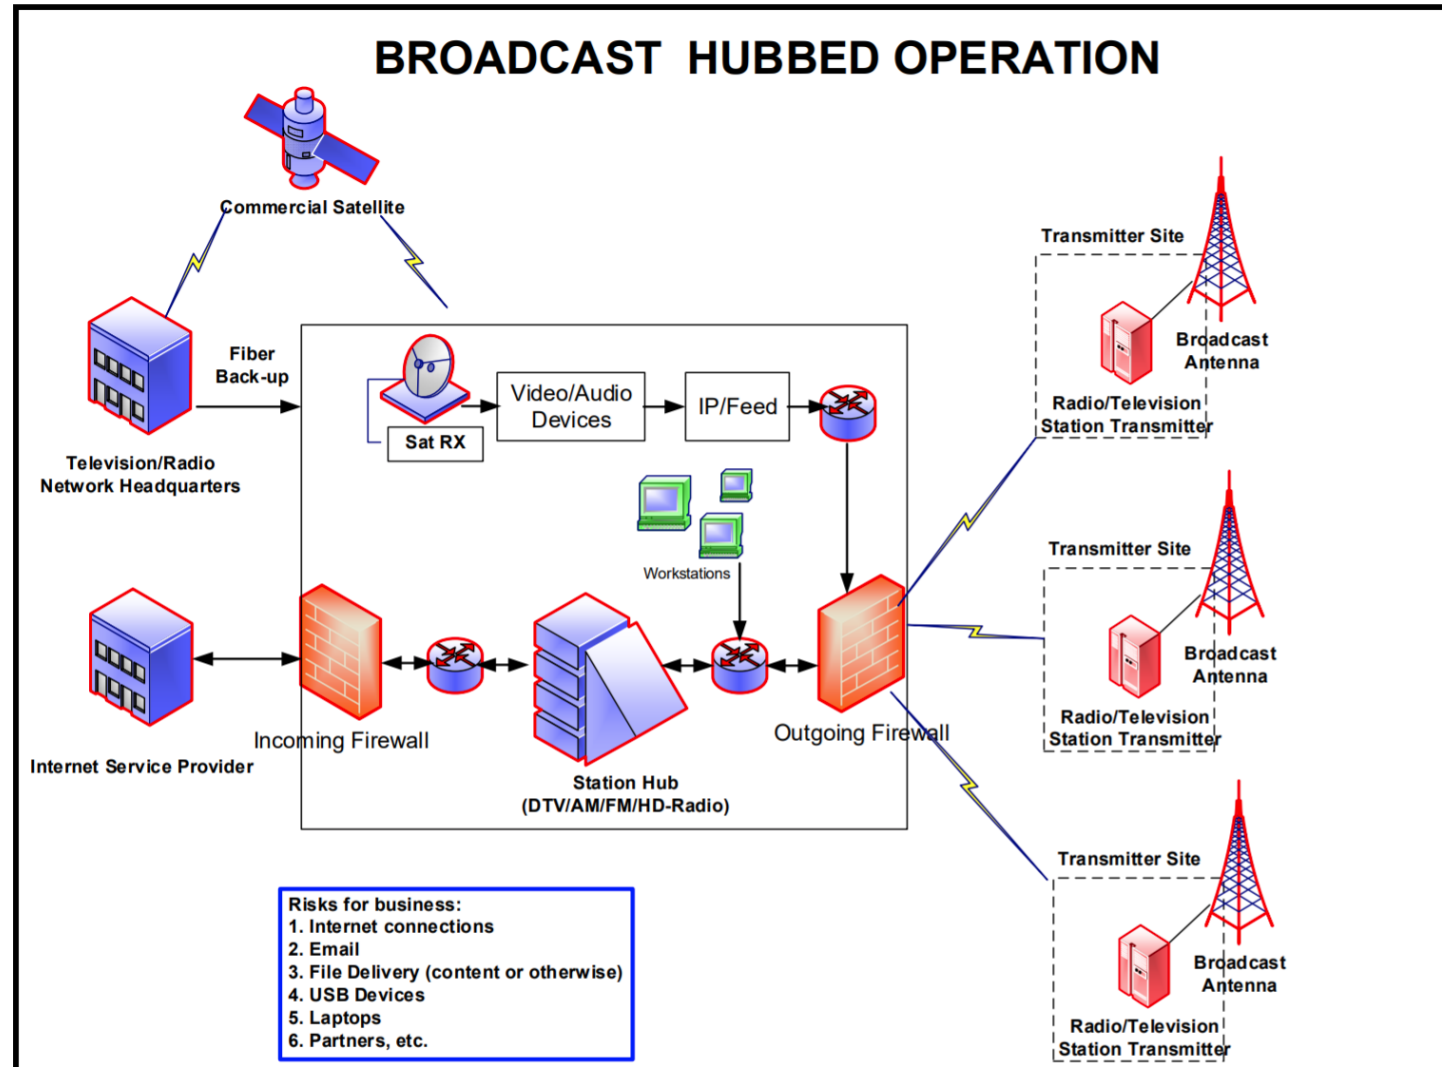 BROADCAST HUBBED OPERATION
Commercial Satellite
Fiber
Back-up
Television/Radio
Network Headquarters
Sat RX
Video/Audio
Devices
IP/Feed
Workstations
Internet Service Provider
Incoming Firewall
Station Hub
(DTV/AM/FM/HD-Radio)
Outgoing Firewall
Transmitter Site
Broadcast
Antenna
Radio/Television
Station Transmitter
Transmitter Site
Broadcast
Antenna
Radio/Television
Station Transmitter
Transmitter Site
Broadcast
Antenna
Radio/Television
Station Transmitter
Risks for business:
1. Internet connections
2. Email
3. File Delivery (content or otherwise)
4. USB Devices
5. Laptops
6. Partners, etc.